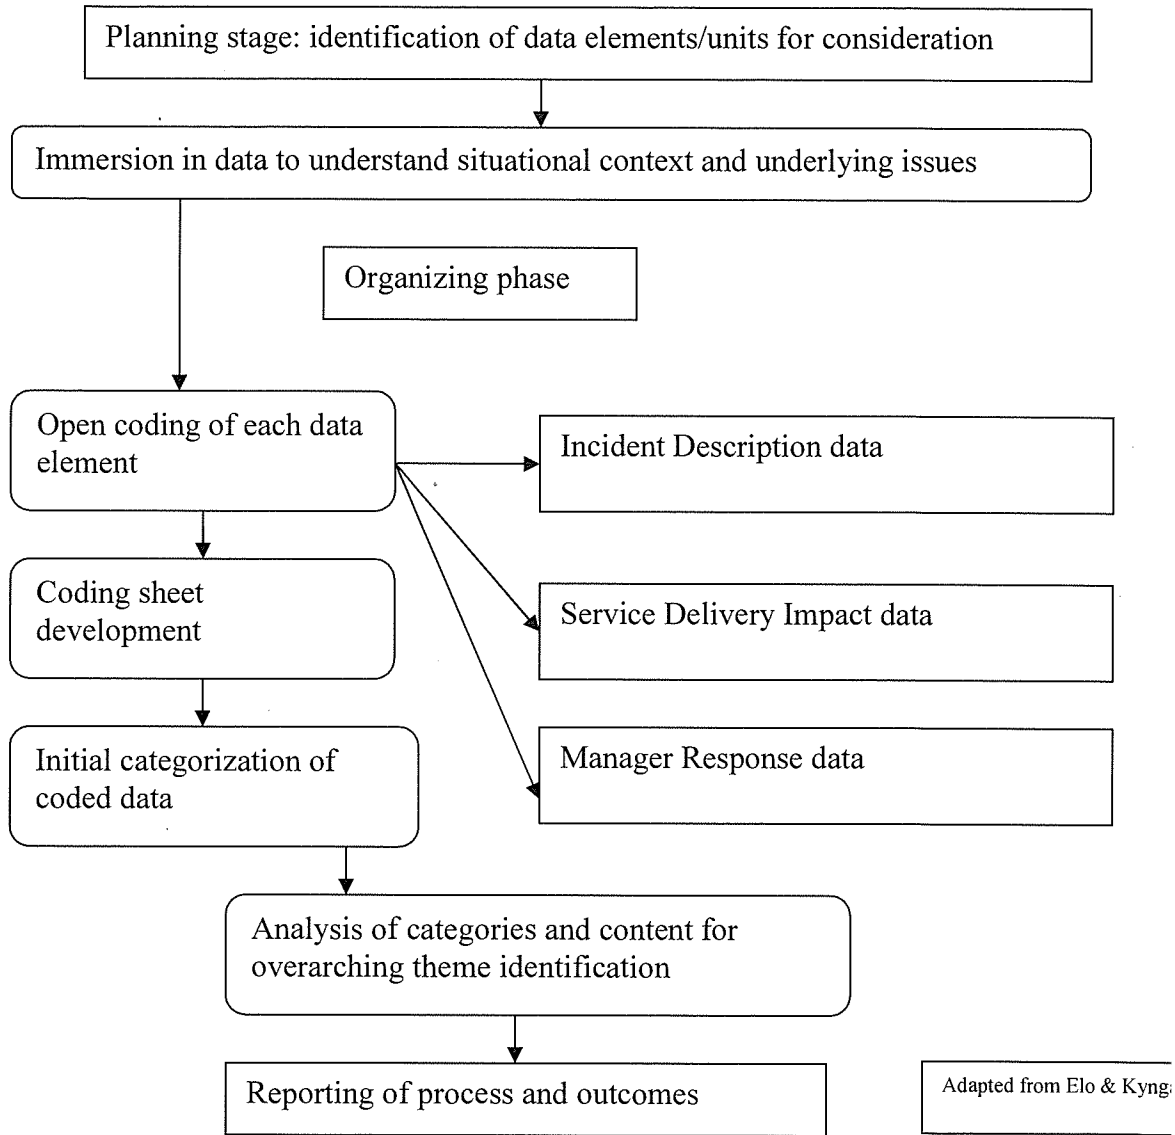 Planning stage: identification of data elements/units for consideration
Immersion in data to understand situational context and underlying issues
Organizing phase
Open coding of each data
element
Incident Description data
Coding sheet
development
Service Delivery Impact data
Initial categorization of
coded data
Manager Response data
Analysis of categories and content for
overarching theme identification
Reporting of process and outcomes
Adapted from Elo &